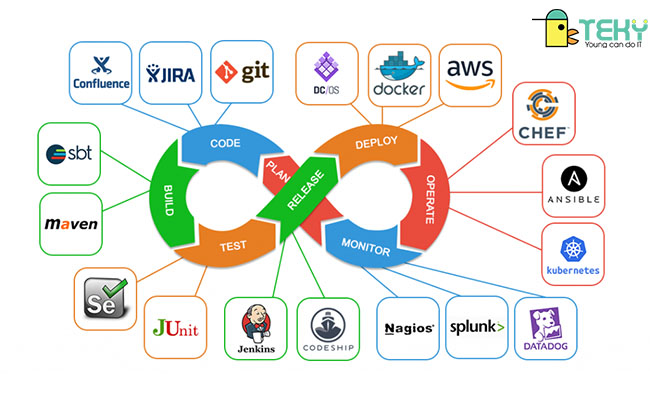 TEKY
Young can do IT
Confluence
JIRA
git
DC/OS
docker
aws
CHEF
sbt
ANSIBLE
maven
kubernetes
CODE
PLAN
RELEASE
DEPLOY
OPERATE
BUILD
TEST
MONITOR
Se
JUnit
Jenkins
CODESHIP
Nagios®
splunk>
DATADOG
A